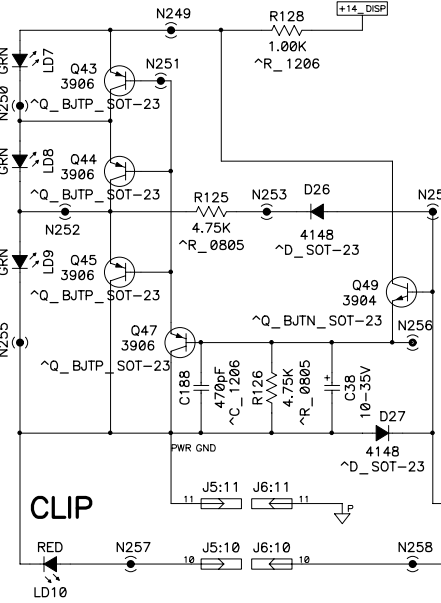 +14_DISP
N249
R128
1.00K
^R_1206
GRN
LD7
Q43
3906
N251
N250
^Q_BJTP_SOT-23
GRN
LD8
Q44
3906
^Q_BJTP_SOT-23
R125
4.75K
^R_0805
N253
D26
4148
^D_SOT-23
N25
N252
GRN
LD9
Q45
3906
^Q_BJTP_SOT-23
Q49
3904
^Q_BJTN_SOT-23
N255
Q47
3906
^Q_BJTP_SOT-23
N256
C188
470pF
^C_1206
R126
4.75K
^R_0805
+
C38
10-35V
D27
4148
^D_SOT-23
PWR GND
CLIP
11
J5:11
J6:11
11
P
RED
LD10
N257
10
J5:10
J6:10
10
N258